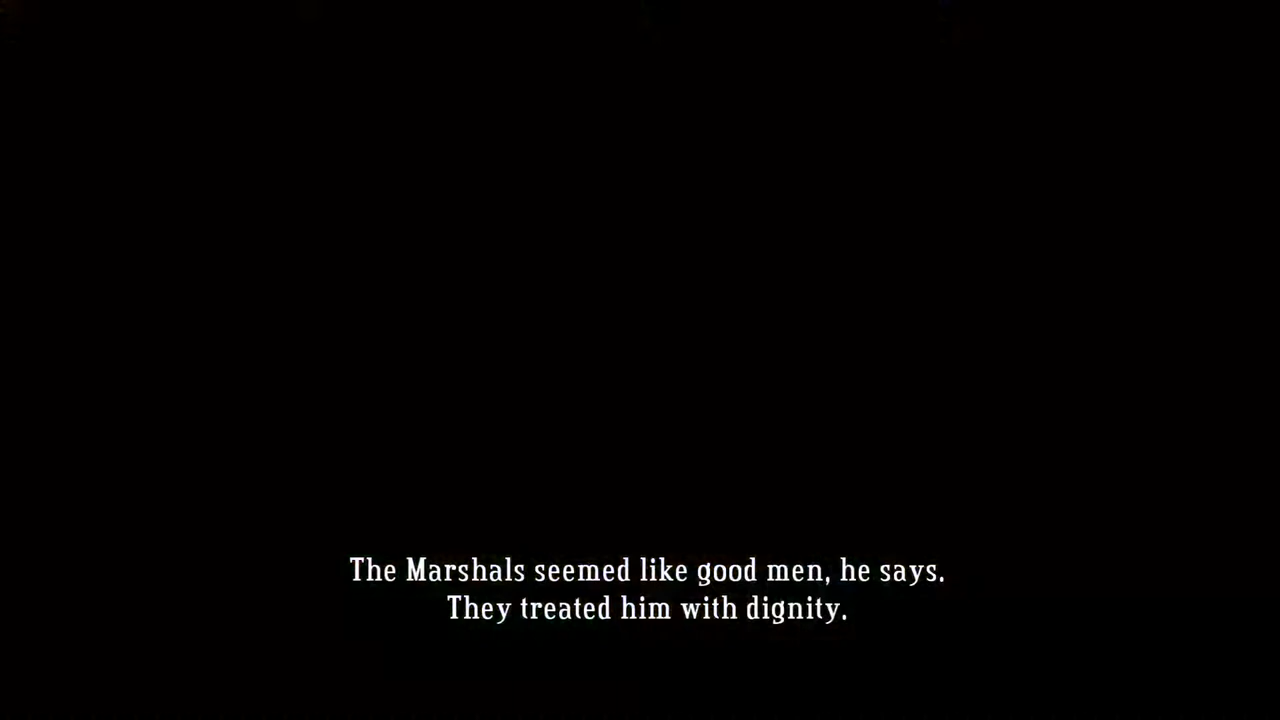 The Marshals seemed like good men, he says.
They treated him with dignity.